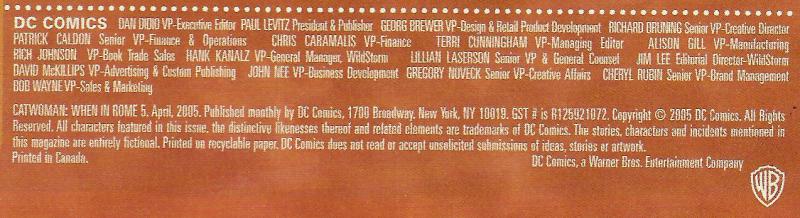 DC COMICS DAN DIDIO VP-Executive Editor PAUL LEVITZ President & Publisher GEORG BREWER VP-Design & Retail Product Development RICHARD BRUNING Senior VP-Creative Director
PATRICK CALDON Senior VP-Finance & Operations CHRIS CARAMALIS VP-Finance TERRI CUNNINGHAM VP-Managing Editor ALISON GILL VP-Manufacturing
RICH JOHNSON VP-Book Trade Sales HANK KANALZ VP-General Manager, WildStorm LILLIAN LASERSON Senior VP & General Counsel JIM LEE Editorial Director-WildStorm
DAVID McKILLIPS VP-Advertising & Custom Publishing JOHN NEE VP-Business Development GREGORY NOVECK Senior VP-Creative Affairs CHERYL RUBIN Senior VP-Brand Management
BOB WAYNE VP-Sales & Marketing
CATWOMAN: WHEN IN ROME 5. April, 2005. Published monthly by DC Comics, 1700 Broadway, New York, NY 10019. GST # is R125921072. Copyright © 2005 DC Comics. All Rights
Reserved. All characters featured in this issue, the distinctive likenesses thereof and related elements are trademarks of DC Comics. The stories, characters and incidents mentioned in
this magazine are entirely fictional. Printed on recyclable paper. DC Comics does not read or accept unsolicited submissions of ideas, stories or artwork.
Printed in Canada. DC Comics, a Warner Bros. Entertainment Company
WB